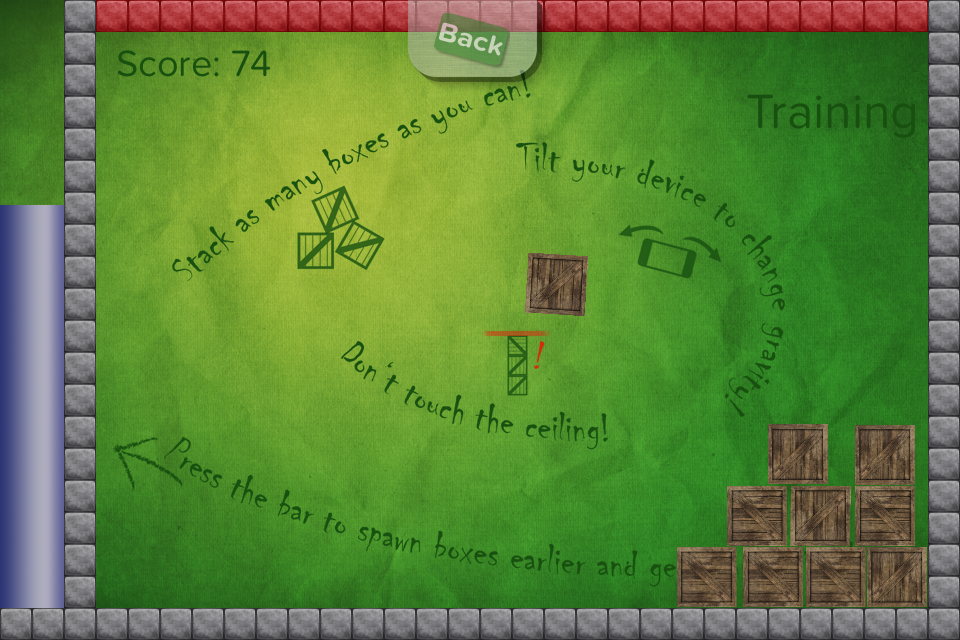 Back
Score: 74
Training
Stack as many boxes as you can!
Tilt your device to change gravity!
!
Don't touch the ceiling!
Press the bar to spawn boxes earlier and ge